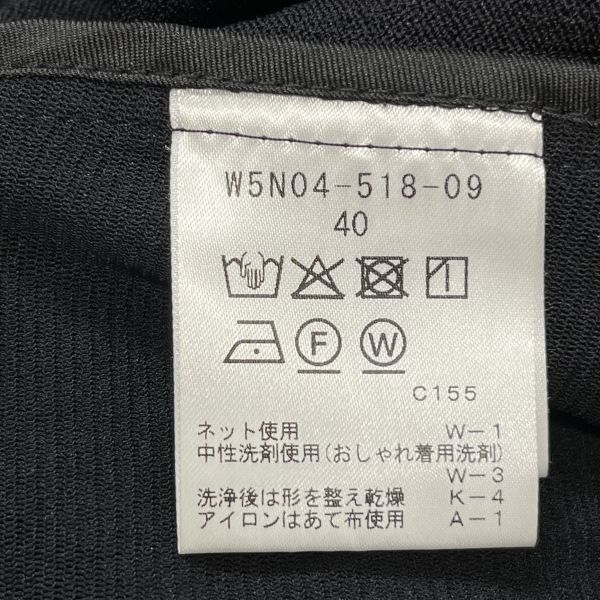 W5N04-518-09
40
F W
C155
ネット使用 W-1
中性洗剤使用(おしゃれ着用洗剤)
W-3
洗浄後は形を整え乾燥 K-4
アイロンはあて布使用 A-1